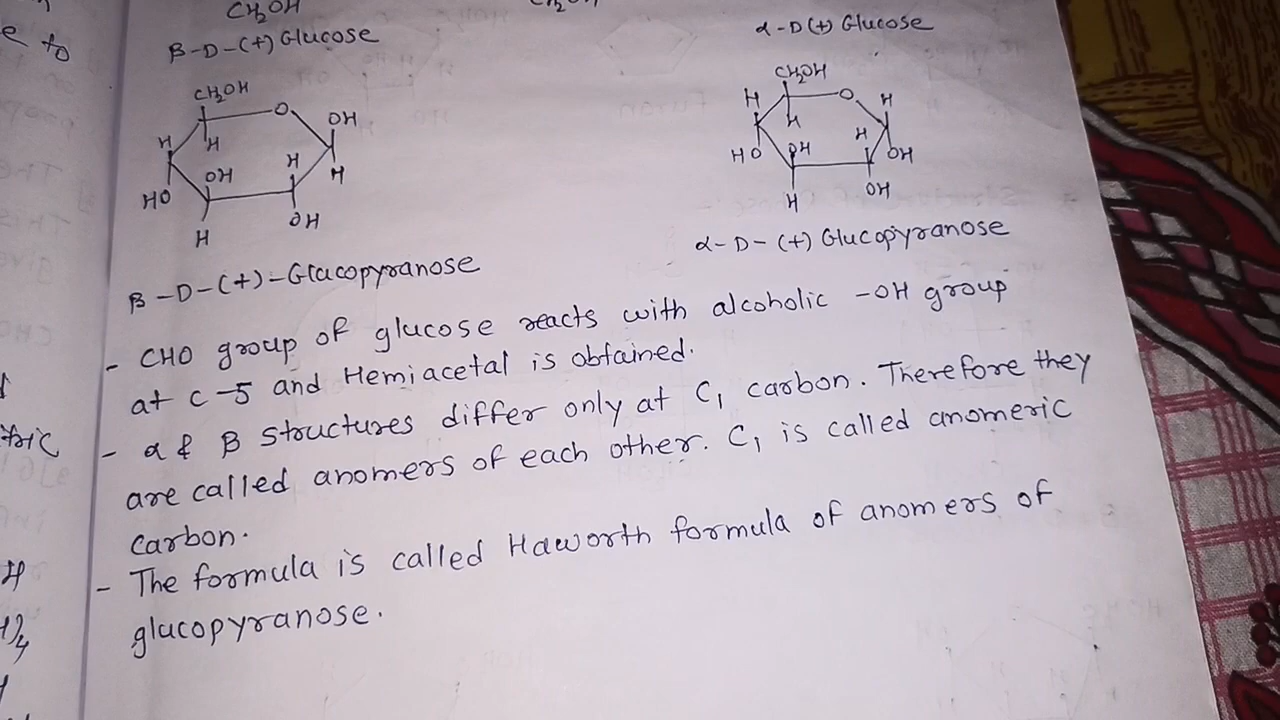 e to
CH₂OH
β-D-(+) Glucose
α-D(+) Glucose
CH₂OH
O
OH
H
H
OH
H
H
HO
OH
H
β-D-(+)-Glucopyranose
CH₂OH
H
O
H
H
HO
OH
H
OH
OH
H
α-D-(+) Glucopyranose
- CHO group of glucose reacts with alcoholic -OH group
at c-5 and Hemiacetal is obtained.
- α & β structures differ only at C₁ carbon. Therefore they
are called anomers of each other. C₁ is called anomeric
carbon.
- The formula is called Haworth formula of anomers of
glucopyranose.